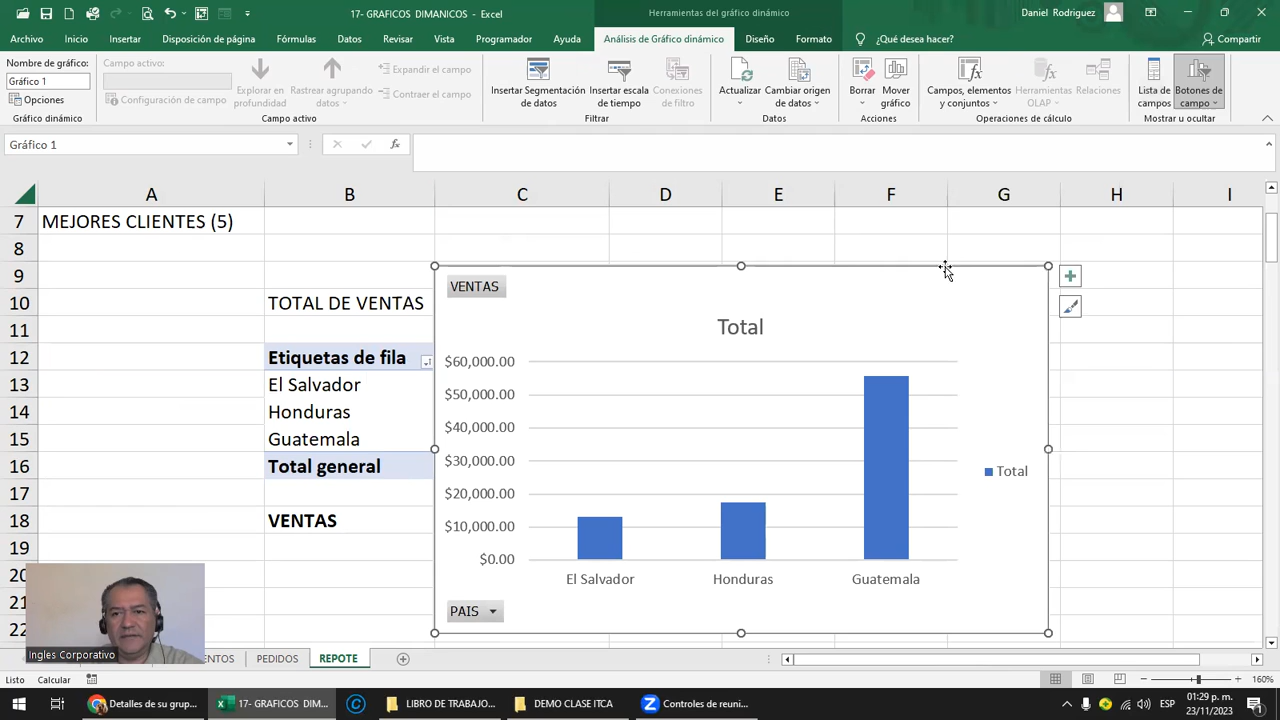 17- GRAFICOS DIMANICOS - Excel
Herramientas del gráfico dinámico
Daniel Rodriguez
Archivo
Inicio
Insertar
Disposición de página
Fórmulas
Datos
Revisar
Vista
Programador
Ayuda
Análisis de Gráfico dinámico
Diseño
Formato
¿Qué desea hacer?
Compartir
Nombre de gráfico:
Gráfico 1
Opciones
Gráfico dinámico
Campo activo:
Configuración de campo
Explorar en profundidad
Rastrear agrupando datos
Expandir el campo
Contraer el campo
Campo activo
Insertar Segmentación de datos
Insertar escala de tiempo
Conexiones de filtro
Filtrar
Actualizar
Cambiar origen de datos
Datos
Borrar
Mover gráfico
Acciones
Campos, elementos y conjuntos
Herramientas OLAP
Relaciones
Operaciones de cálculo
Lista de campos
Botones de campo
Mostrar u ocultar
Gráfico 1
fx
A B C D E F G H I
7 MEJORES CLIENTES (5)
8
9
10 TOTAL DE VENTAS
11
12 Etiquetas de fila
13 El Salvador
14 Honduras
15 Guatemala
16 Total general
17
18 VENTAS
19
20
21
22
VENTAS
Total
$60,000.00
$50,000.00
$40,000.00
$30,000.00
$20,000.00
$10,000.00
$0.00
El Salvador
Honduras
Guatemala
Total
PAIS
Ingles Corporativo
PEDIDOS
REPOTE
Listo
Calcular
160%
Detalles de su grup...
17- GRAFICOS DIM...
LIBRO DE TRABAJO...
DEMO CLASE ITCA
Controles de reuni...
ESP
01:29 p. m.
23/11/2023